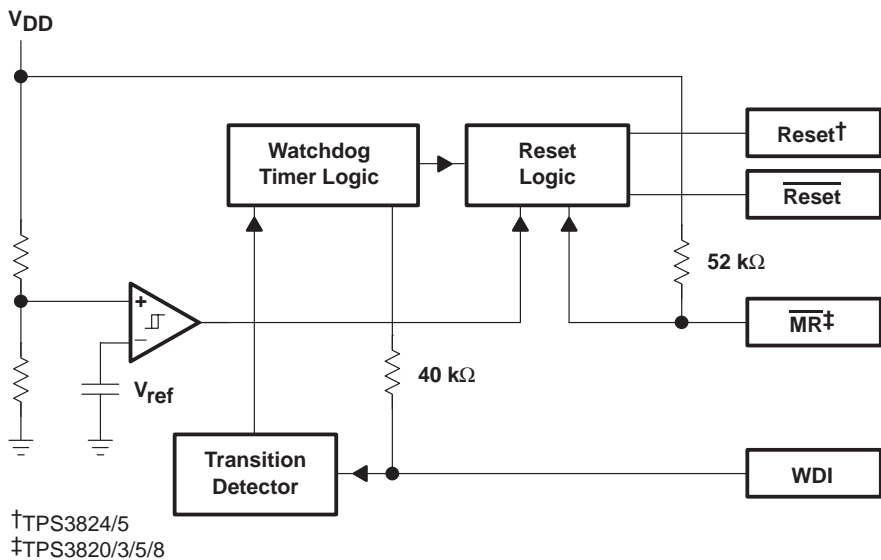 VDD
Watchdog
Timer Logic
Reset
Logic
Reset†
Reset
52 kΩ
MR‡
+
−
Vref
40 kΩ
Transition
Detector
WDI
†TPS3824/5
‡TPS3820/3/5/8